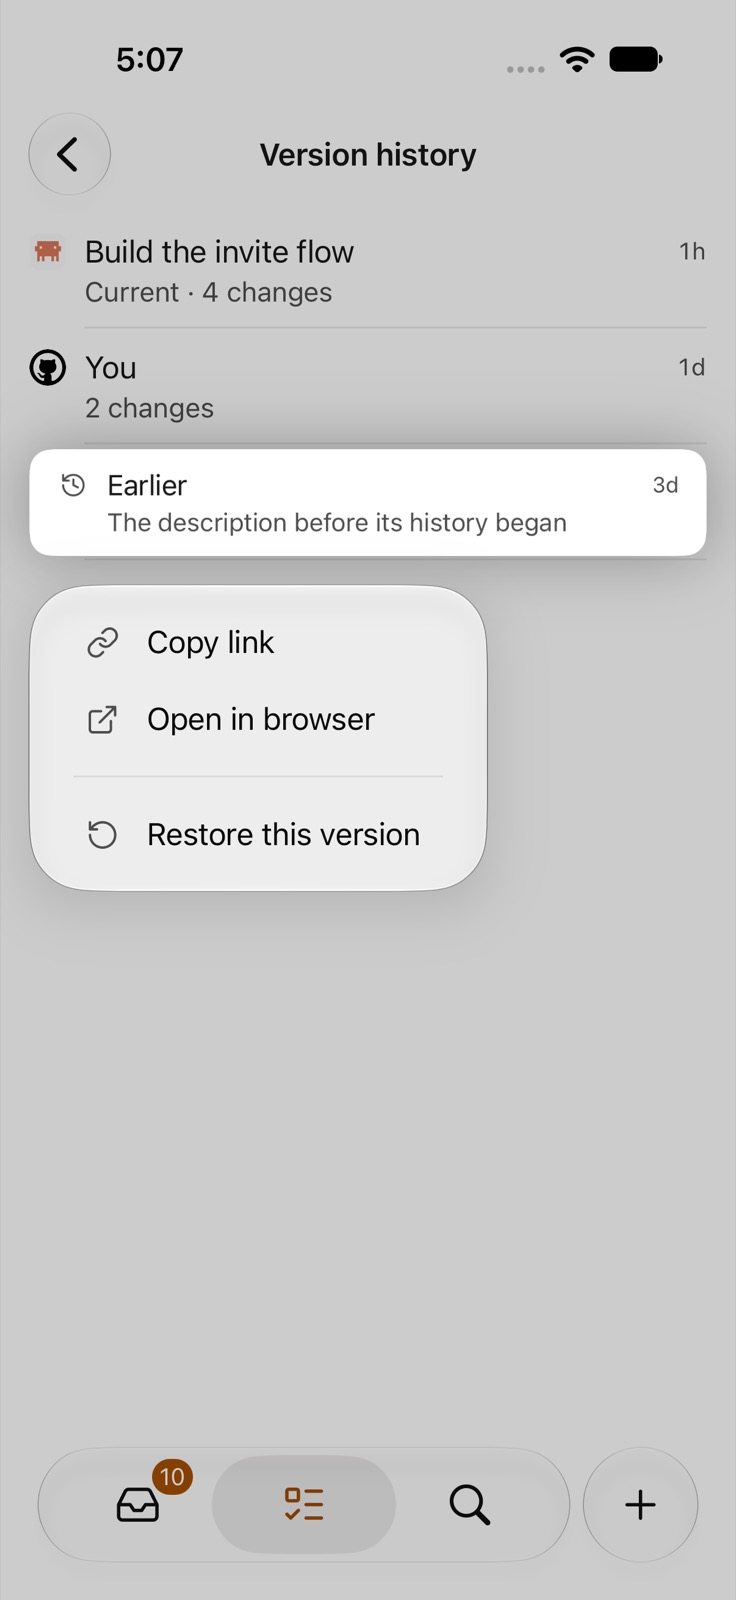 5:07
Version history
Build the invite flow
1h
Current · 4 changes
You
1d
2 changes
Earlier
3d
The description before its history began
Copy link
Open in browser
Restore this version
10